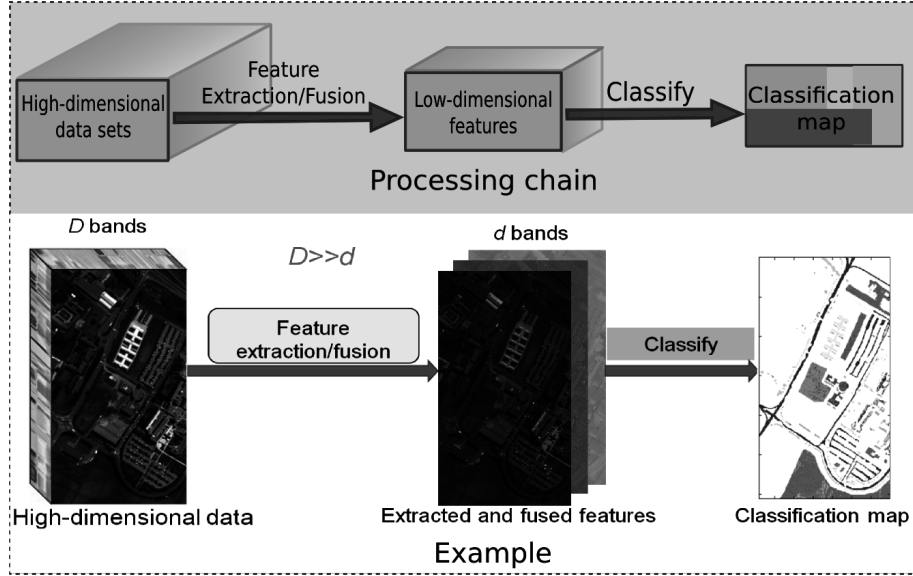 High-dimensional
data sets
Feature
Extraction/Fusion
Low-dimensional
features
Classify
Classification
map
Processing chain
D bands
D>>d
d bands
Feature
extraction/fusion
Classify
High-dimensional data
Extracted and fused features
Classification map
Example